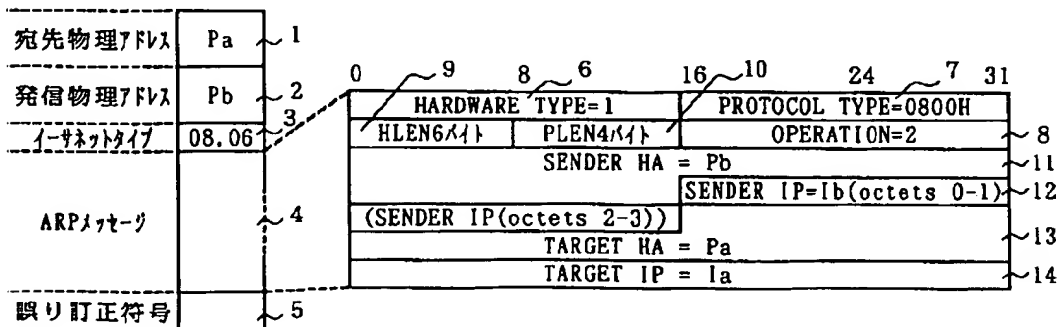 宛先物理アドレス Pa 1
発信物理アドレス Pb 2
イーサネットタイプ 08.06 3
ARPメッセージ 4
誤り訂正符号 5
0 9 8 6 16 10 24 7 31
HARDWARE TYPE=1 PROTOCOL TYPE=0800H
HLEN6バイト PLEN4バイト OPERATION=2 8
SENDER HA = Pb 11
SENDER IP=Ib(octets 0-1) 12
(SENDER IP(octets 2-3))
TARGET HA = Pa 13
TARGET IP = Ia 14